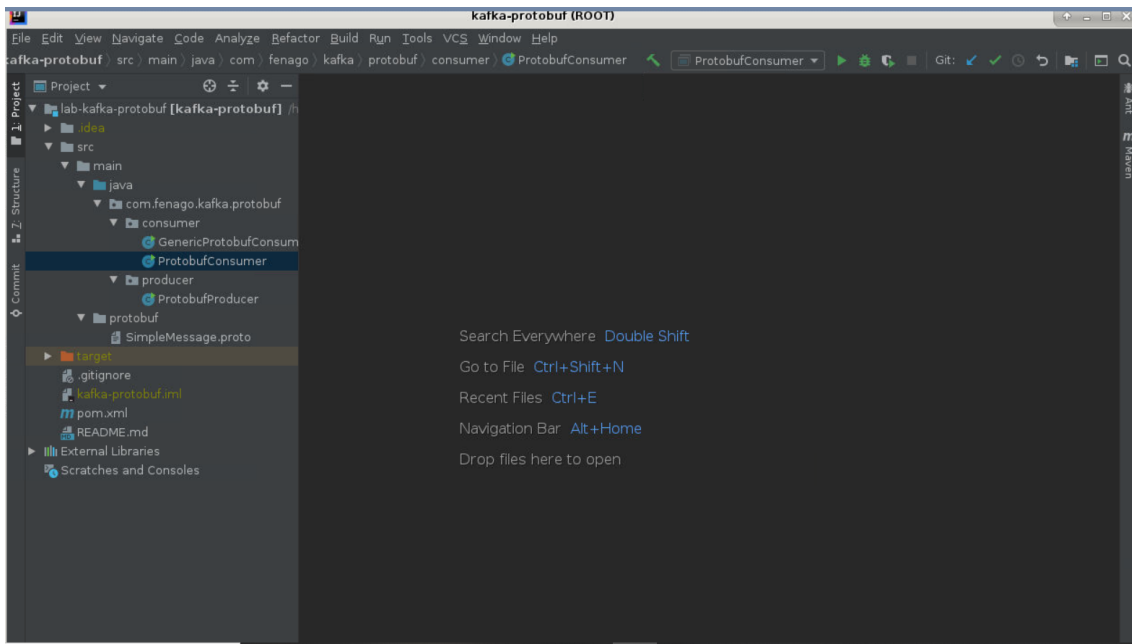 kafka-protobuf (ROOT)
File Edit View Navigate Code Analyze Refactor Build Run Tools VCS Window Help
kafka-protobuf src main java com fenago kafka protobuf consumer ProtobufConsumer ProtobufConsumer Git:
Project
lab-kafka-protobuf [kafka-protobuf] /h
.idea
src
main
java
com.fenago.kafka.protobuf
consumer
GenericProtobufConsum
ProtobufConsumer
producer
ProtobufProducer
protobuf
SimpleMessage.proto
target
.gitignore
kafka-protobuf.iml
m pom.xml
README.md
External Libraries
Scratches and Consoles
1: Project
7: Structure
Commit
Search Everywhere Double Shift
Go to File Ctrl+Shift+N
Recent Files Ctrl+E
Navigation Bar Alt+Home
Drop files here to open
Ant
m Maven